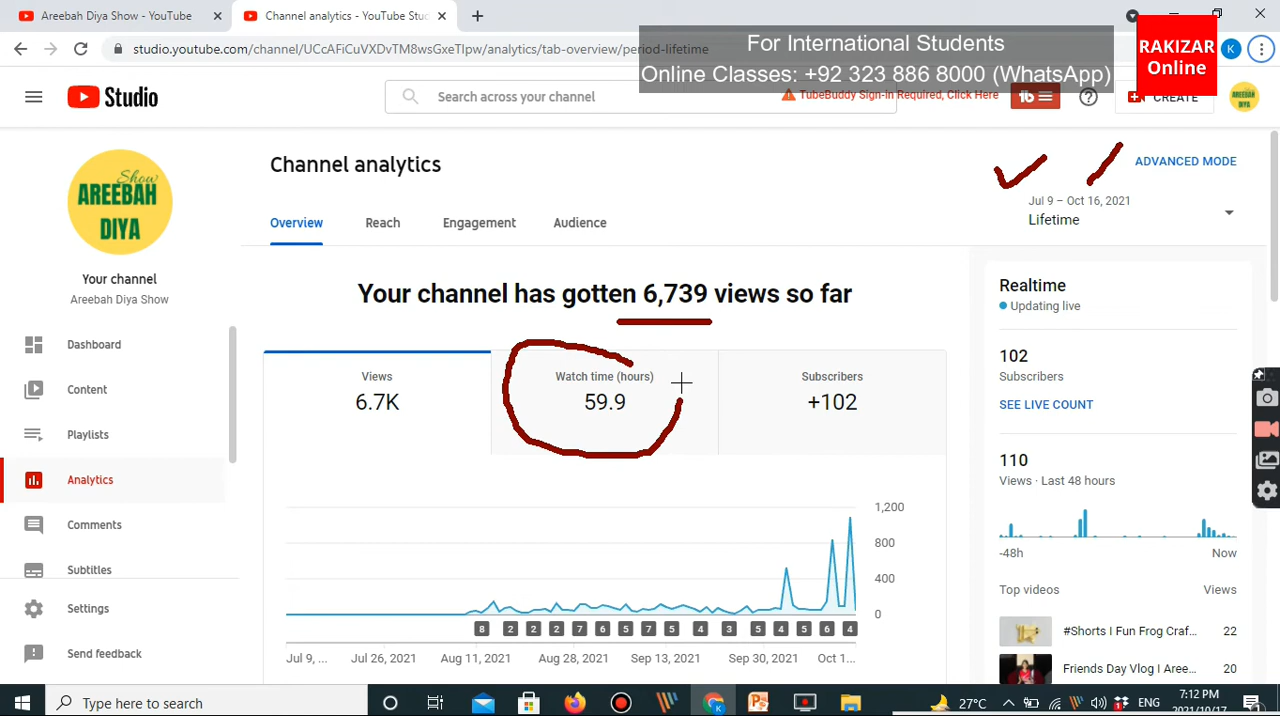 Areebah Diya Show - YouTube
Channel analytics - YouTube Stu
studio.youtube.com/channel/UCcAFiCuVXDvTM8wsGxeTIpw/analytics/tab-overview/period-lifetime
For International Students
Online Classes: +92 323 886 8000 (WhatsApp)
RAKIZAR
Online
K
Studio
Search across your channel
TubeBuddy Sign-in Required, Click Here
CREATE
AREEBAH
DIYA
Show
AREEBAH
DIYA
Your channel
Areebah Diya Show
Dashboard
Content
Playlists
Analytics
Comments
Subtitles
Settings
Send feedback
Channel analytics
ADVANCED MODE
Jul 9 – Oct 16, 2021
Lifetime
Overview
Reach
Engagement
Audience
Your channel has gotten 6,739 views so far
Views
6.7K
Watch time (hours)
59.9
Subscribers
+102
1,200
800
400
0
8 2 2 2 7 6 5 7 5 4 3 5 4 5 6 4
Jul 9, ... Jul 26, 2021 Aug 11, 2021 Aug 28, 2021 Sep 13, 2021 Sep 30, 2021 Oct 1...
Realtime
Updating live
102
Subscribers
SEE LIVE COUNT
110
Views · Last 48 hours
-48h Now
Top videos Views
#Shorts I Fun Frog Craf... 22
Friends Day Vlog I Aree... 20
Type here to search
27°C
ENG
7:12 PM
2021/10/17